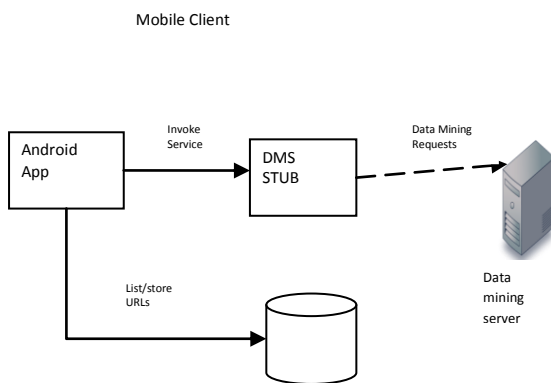 Mobile Client
Invoke
Service
Data Mining
Requests
Android
App
DMS
STUB
Data
mining
server
List/store
URLs